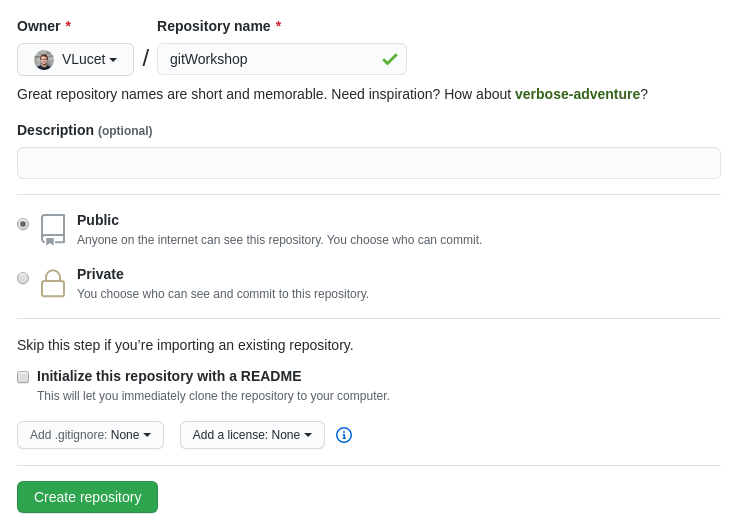 Owner * Repository name *
VLucet / gitWorkshop
Great repository names are short and memorable. Need inspiration? How about verbose-adventure?
Description (optional)
Public
Anyone on the internet can see this repository. You choose who can commit.
Private
You choose who can see and commit to this repository.
Skip this step if you’re importing an existing repository.
Initialize this repository with a README
This will let you immediately clone the repository to your computer.
Add .gitignore: None Add a license: None
Create repository